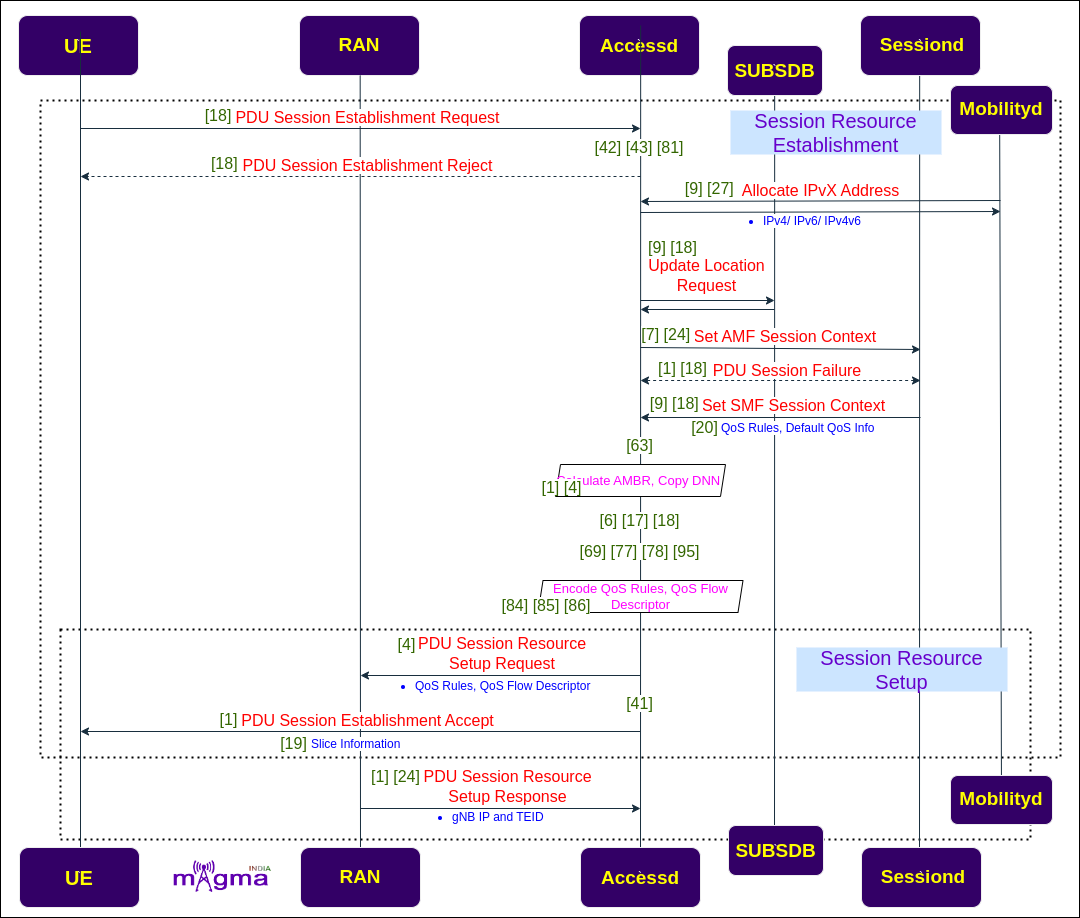 UE
RAN
Accessd
SUBSDB
Sessiond
Mobilityd
[18] PDU Session Establishment Request
Session Resource
Establishment
[42] [43] [81]
[18] PDU Session Establishment Reject
[9] [27] Allocate IPvX Address
• IPv4/ IPv6/ IPv4v6
[9] [18]
Update Location
Request
[7] [24] Set AMF Session Context
[1] [18] PDU Session Failure
[9] [18] Set SMF Session Context
[20] QoS Rules, Default QoS Info
[63]
Calculate AMBR, Copy DNN
[1] [4]
[6] [17] [18]
[69] [77] [78] [95]
Encode QoS Rules, QoS Flow
Descriptor
[84] [85] [86]
[4] PDU Session Resource
Setup Request
• QoS Rules, QoS Flow Descriptor
Session Resource
Setup
[41]
[1] PDU Session Establishment Accept
[19] Slice Information
[1] [24] PDU Session Resource
Setup Response
• gNB IP and TEID
Mobilityd
SUBSDB
UE
magma
INDIA
RAN
Accessd
Sessiond